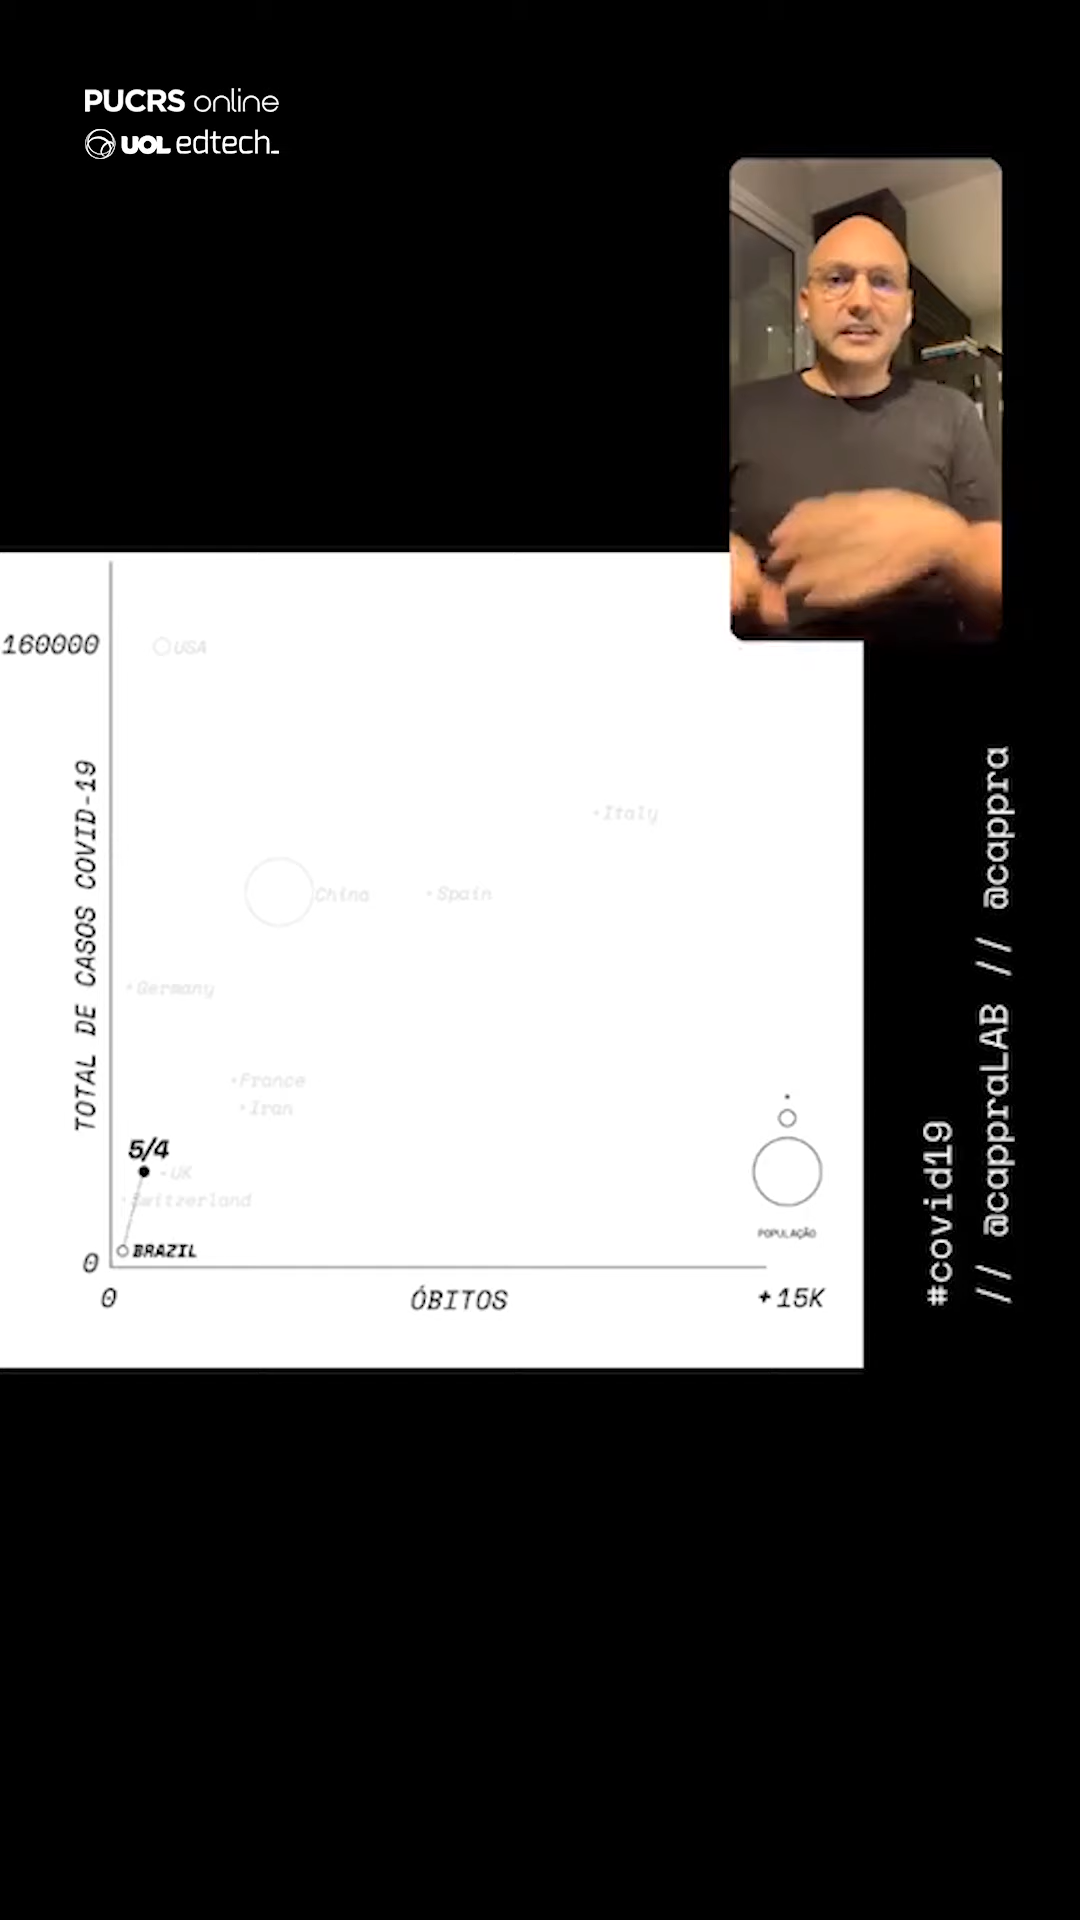 PUCRS online
UOL edtech_
160000
USA
TOTAL DE CASOS COVID-19
Italy
China
Spain
Germany
France
Iran
5/4
UK
Switzerland
BRAZIL
0
0
ÓBITOS
+15K
POPULAÇÃO
#covid19
// @cappraLAB // @cappra